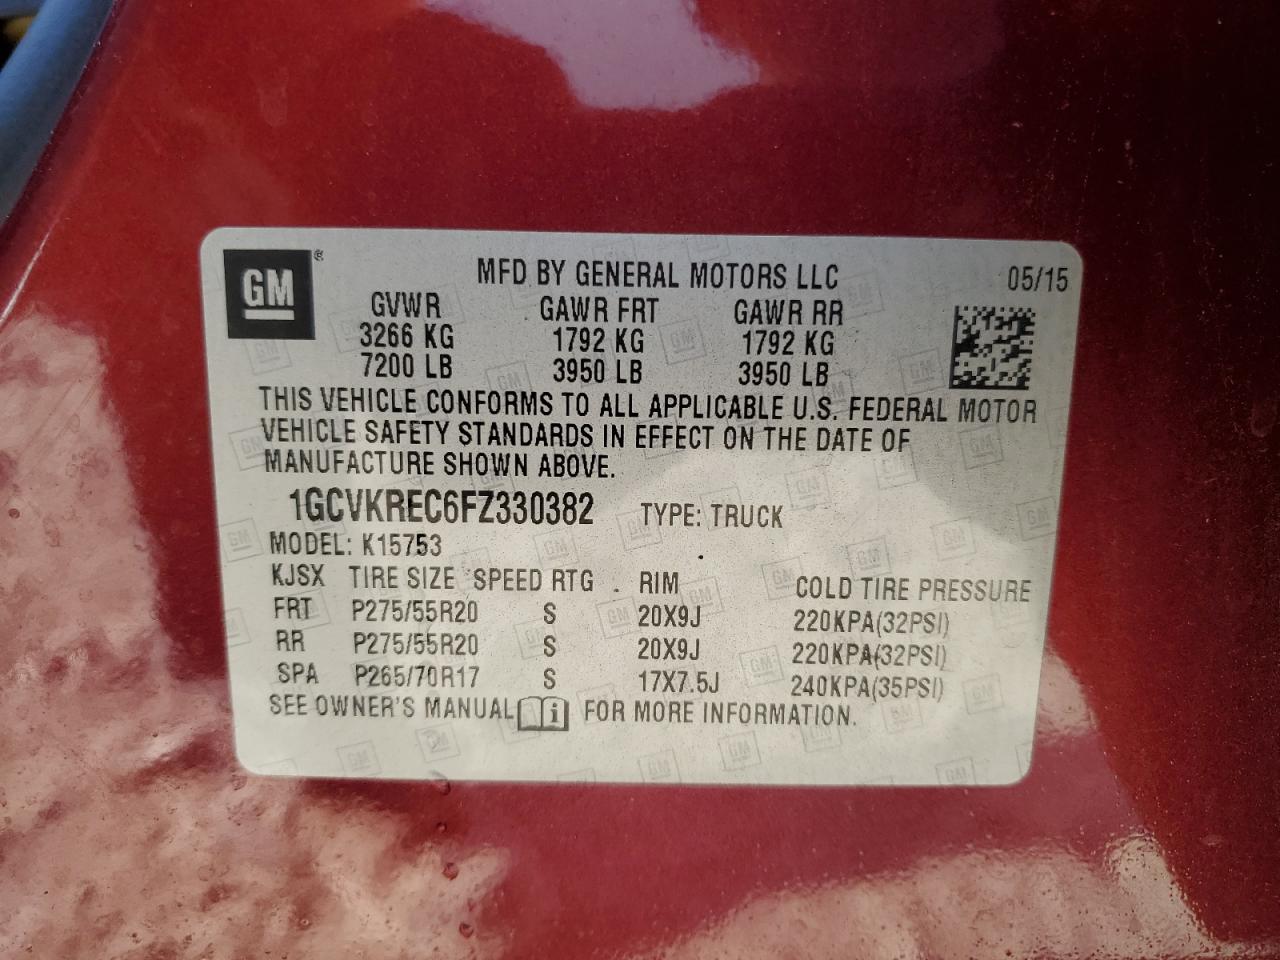 GM®
MFD BY GENERAL MOTORS LLC 05/15
GVWR GAWR FRT GAWR RR
3266 KG 1792 KG 1792 KG
7200 LB 3950 LB 3950 LB
THIS VEHICLE CONFORMS TO ALL APPLICABLE U.S. FEDERAL MOTOR
VEHICLE SAFETY STANDARDS IN EFFECT ON THE DATE OF
MANUFACTURE SHOWN ABOVE.
1GCVKREC6FZ330382 TYPE: TRUCK
MODEL: K15753
KJSX TIRE SIZE SPEED RTG RIM COLD TIRE PRESSURE
FRT P275/55R20 S 20X9J 220KPA(32PSI)
RR P275/55R20 S 20X9J 220KPA(32PSI)
SPA P265/70R17 S 17X7.5J 240KPA(35PSI)
SEE OWNER'S MANUAL i FOR MORE INFORMATION.